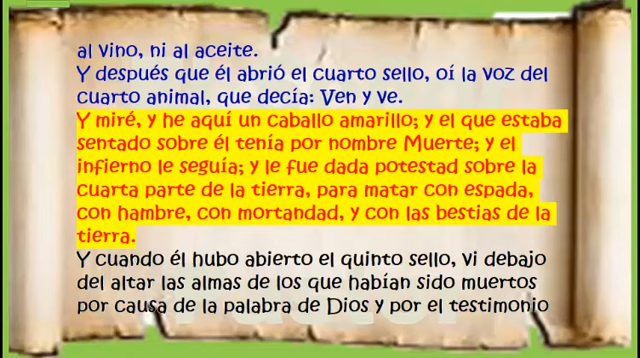 al vino, ni al aceite.
Y después que él abrió el cuarto sello, oí la voz del
cuarto animal, que decía: Ven y ve.
Y miré, y he aquí un caballo amarillo; y el que estaba
sentado sobre él tenía por nombre Muerte; y el
infierno le seguía; y le fue dada potestad sobre la
cuarta parte de la tierra, para matar con espada,
con hambre, con mortandad, y con las bestias de la
tierra.
Y cuando él hubo abierto el quinto sello, vi debajo
del altar las almas de los que habían sido muertos
por causa de la palabra de Dios y por el testimonio